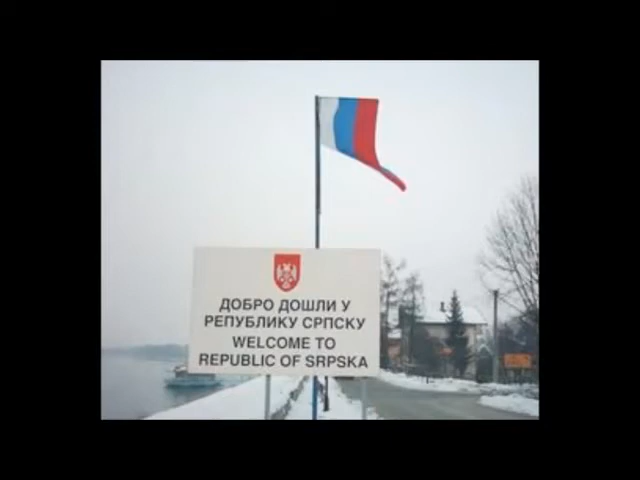 ДОБРО ДОШЛИ У
РЕПУБЛИКУ СРПСКУ
WELCOME TO
REPUBLIC OF SRPSKA